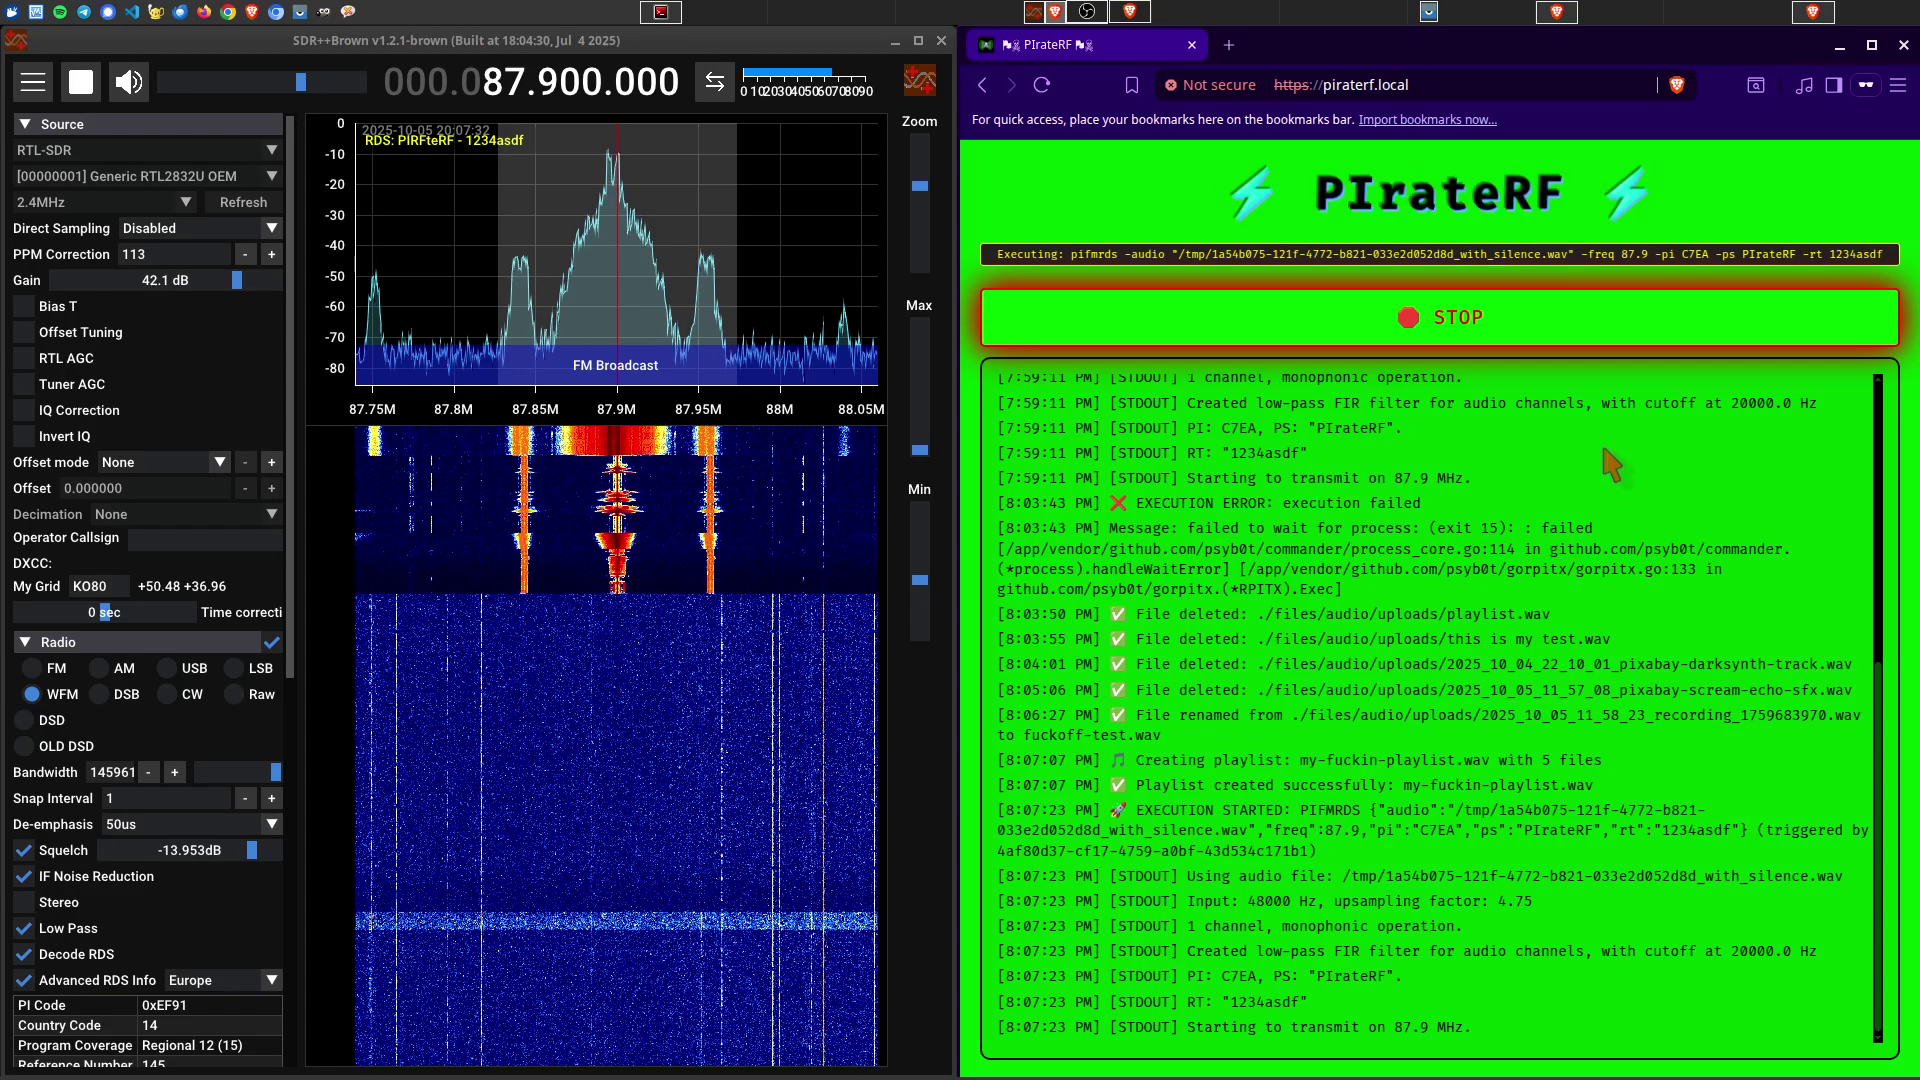 SDR++Brown v1.2.1-brown (Built at 18:04:30, Jul 4 2025)
000.087.900.000
0 102030405060708090
Source
RTL-SDR
[00000001] Generic RTL2832U OEM
2.4MHz
Refresh
Direct Sampling
Disabled
PPM Correction
113
-
+
Gain
42.1 dB
Bias T
Offset Tuning
RTL AGC
Tuner AGC
IQ Correction
Invert IQ
Offset mode
None
-
+
Offset
0.000000
-
+
Decimation
None
Operator Callsign
DXCC:
My Grid
KO80
+50.48 +36.96
0 sec
Time correcti
Radio
FM
AM
USB
LSB
WFM
DSB
CW
Raw
DSD
OLD DSD
Bandwidth
145961
-
+
Snap Interval
1
-
+
De-emphasis
50us
Squelch
-13.953dB
IF Noise Reduction
Stereo
Low Pass
Decode RDS
Advanced RDS Info
Europe
PI Code
0xEF91
Country Code
14
Program Coverage
Regional 12 (15)
Reference Number
145
2025-10-05 20:07:32
RDS: PIRFteRF - 1234asdf
0
-10
-20
-30
-40
-50
-60
-70
-80
FM Broadcast
87.75M
87.8M
87.85M
87.9M
87.95M
88M
88.05M
Zoom
Max
Min
PIrateRF
Not secure
https://piraterf.local
For quick access, place your bookmarks here on the bookmarks bar. Import bookmarks now...
⚡ PIrateRF ⚡
Executing: pifmrds -audio "/tmp/1a54b075-121f-4772-b821-033e2d052d8d_with_silence.wav" -freq 87.9 -pi C7EA -ps PIrateRF -rt 1234asdf
🛑 STOP
[7:59:11 PM] [STDOUT] 1 channel, monophonic operation.
[7:59:11 PM] [STDOUT] Created low-pass FIR filter for audio channels, with cutoff at 20000.0 Hz
[7:59:11 PM] [STDOUT] PI: C7EA, PS: "PIrateRF".
[7:59:11 PM] [STDOUT] RT: "1234asdf"
[7:59:11 PM] [STDOUT] Starting to transmit on 87.9 MHz.
[8:03:43 PM] ❌ EXECUTION ERROR: execution failed
[8:03:43 PM] Message: failed to wait for process: (exit 15): : failed
[/app/vendor/github.com/psyb0t/commander/process_core.go:114 in github.com/psyb0t/commander.
(*process).handleWaitError] [/app/vendor/github.com/psyb0t/gorpitx/gorpitx.go:133 in
github.com/psyb0t/gorpitx.(*RPITX).Exec]
[8:03:50 PM] ✅ File deleted: ./files/audio/uploads/playlist.wav
[8:03:55 PM] ✅ File deleted: ./files/audio/uploads/this is my test.wav
[8:04:01 PM] ✅ File deleted: ./files/audio/uploads/2025_10_04_22_10_01_pixabay-darksynth-track.wav
[8:05:06 PM] ✅ File deleted: ./files/audio/uploads/2025_10_05_11_57_08_pixabay-scream-echo-sfx.wav
[8:06:27 PM] ✅ File renamed from ./files/audio/uploads/2025_10_05_11_58_23_recording_1759683970.wav
to fuckoff-test.wav
[8:07:07 PM] 🎵 Creating playlist: my-fuckin-playlist.wav with 5 files
[8:07:07 PM] ✅ Playlist created successfully: my-fuckin-playlist.wav
[8:07:23 PM] 🚀 EXECUTION STARTED: PIFMRDS {"audio":"/tmp/1a54b075-121f-4772-b821-
033e2d052d8d_with_silence.wav","freq":87.9,"pi":"C7EA","ps":"PIrateRF","rt":"1234asdf"} (triggered by
4af80d37-cf17-4759-a0bf-43d534c171b1)
[8:07:23 PM] [STDOUT] Using audio file: /tmp/1a54b075-121f-4772-b821-033e2d052d8d_with_silence.wav
[8:07:23 PM] [STDOUT] Input: 48000 Hz, upsampling factor: 4.75
[8:07:23 PM] [STDOUT] 1 channel, monophonic operation.
[8:07:23 PM] [STDOUT] Created low-pass FIR filter for audio channels, with cutoff at 20000.0 Hz
[8:07:23 PM] [STDOUT] PI: C7EA, PS: "PIrateRF".
[8:07:23 PM] [STDOUT] RT: "1234asdf"
[8:07:23 PM] [STDOUT] Starting to transmit on 87.9 MHz.